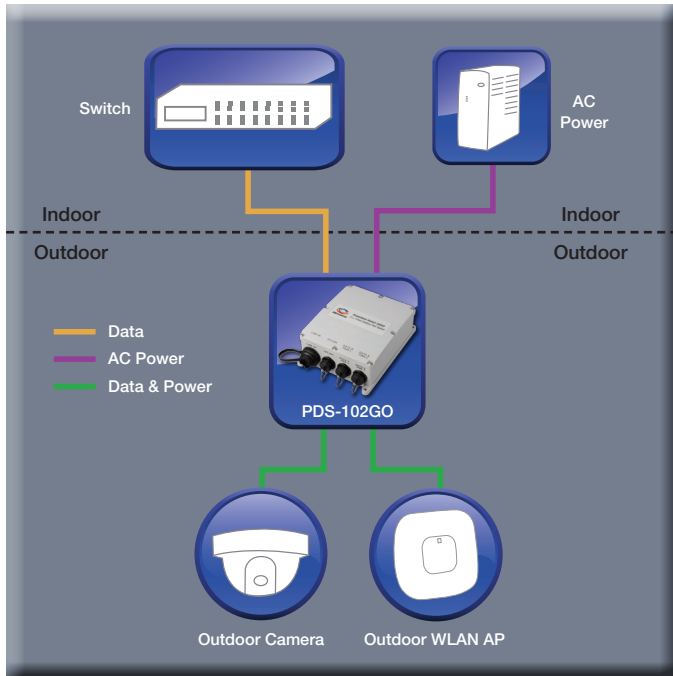 Switch
AC
Power
Indoor
Indoor
Outdoor
Outdoor
Data
AC Power
Data & Power
PDS-102GO
Outdoor Camera
Outdoor WLAN AP